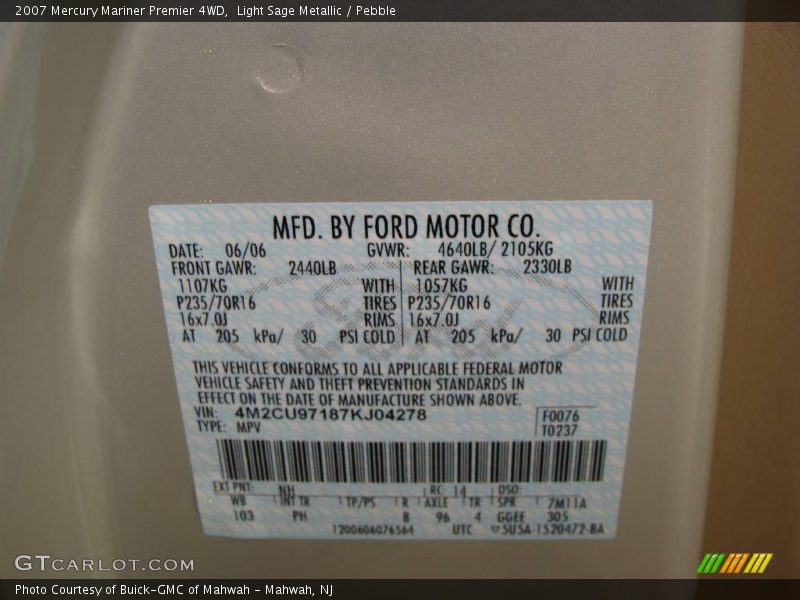 2007 Mercury Mariner Premier 4WD, Light Sage Metallic / Pebble
MFD. BY FORD MOTOR CO.
DATE: 06/06 GVWR: 4640LB/ 2105KG
FRONT GAWR: 2440LB REAR GAWR: 2330LB
1107KG WITH 1057KG WITH
P235/70R16 TIRES P235/70R16 TIRES
16x7.0J RIMS 16x7.0J RIMS
AT 205 kPa/ 30 PSI COLD AT 205 kPa/ 30 PSI COLD
THIS VEHICLE CONFORMS TO ALL APPLICABLE FEDERAL MOTOR
VEHICLE SAFETY AND THEFT PREVENTION STANDARDS IN
EFFECT ON THE DATE OF MANUFACTURE SHOWN ABOVE.
VIN: 4M2CU97187KJ04278 F0076
TYPE: MPV T0237
EXT PNT: NH RC: 14 DSO:
WB INT TR TP/PS R AXLE TR SPR 7M11A
103 PH 8 96 4 GGEE 305
1200606076564 UTC ▽5U5A-1520472-BA
GTCARLOT.COM
Photo Courtesy of Buick-GMC of Mahwah - Mahwah, NJ